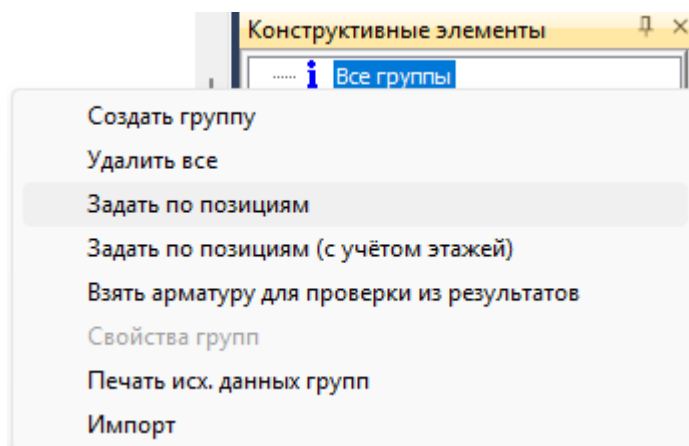 Конструктивные элементы
Все группы
Создать группу
Удалить все
Задать по позициям
Задать по позициям (с учётом этажей)
Взять арматуру для проверки из результатов
Свойства групп
Печать исх. данных групп
Импорт